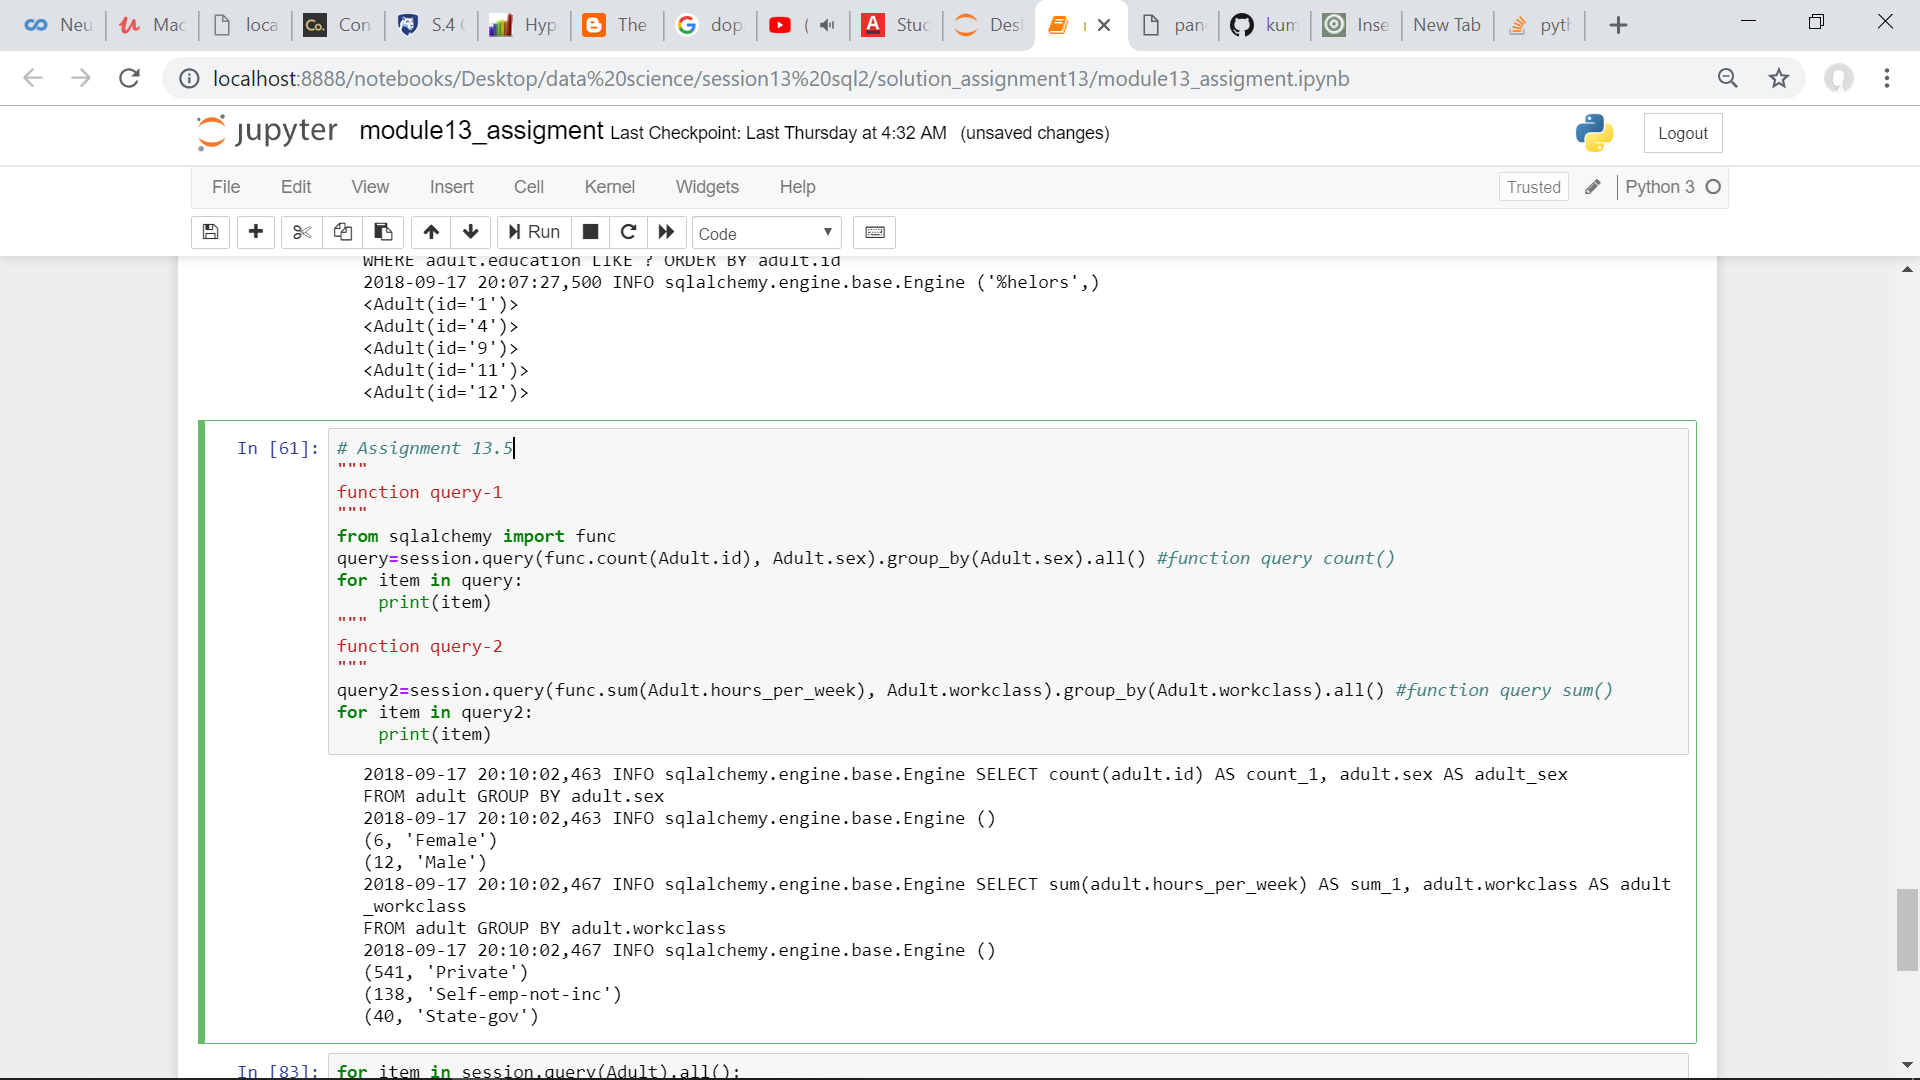 Neu
Mac
loca
Co.
Con
S.4
Hyp
The
dop
(
A
Stud
Des
pan
kum
Inse
New Tab
pyth
localhost:8888/notebooks/Desktop/data%20science/session13%20sql2/solution_assignment13/module13_assigment.ipynb
jupyter module13_assigment Last Checkpoint: Last Thursday at 4:32 AM (unsaved changes)
Logout
File Edit View Insert Cell Kernel Widgets Help
Trusted
Python 3
Run
Code
WHERE adult.education LIKE ? ORDER BY adult.id
2018-09-17 20:07:27,500 INFO sqlalchemy.engine.base.Engine ('%helors',)
<Adult(id='1')>
<Adult(id='4')>
<Adult(id='9')>
<Adult(id='11')>
<Adult(id='12')>
In [61]: # Assignment 13.5
"""
function query-1
"""
from sqlalchemy import func
query=session.query(func.count(Adult.id), Adult.sex).group_by(Adult.sex).all() #function query count()
for item in query:
    print(item)
"""
function query-2
"""
query2=session.query(func.sum(Adult.hours_per_week), Adult.workclass).group_by(Adult.workclass).all() #function query sum()
for item in query2:
    print(item)
2018-09-17 20:10:02,463 INFO sqlalchemy.engine.base.Engine SELECT count(adult.id) AS count_1, adult.sex AS adult_sex
FROM adult GROUP BY adult.sex
2018-09-17 20:10:02,463 INFO sqlalchemy.engine.base.Engine ()
(6, 'Female')
(12, 'Male')
2018-09-17 20:10:02,467 INFO sqlalchemy.engine.base.Engine SELECT sum(adult.hours_per_week) AS sum_1, adult.workclass AS adult
_workclass
FROM adult GROUP BY adult.workclass
2018-09-17 20:10:02,467 INFO sqlalchemy.engine.base.Engine ()
(541, 'Private')
(138, 'Self-emp-not-inc')
(40, 'State-gov')
In [83]: for item in session.query(Adult).all():